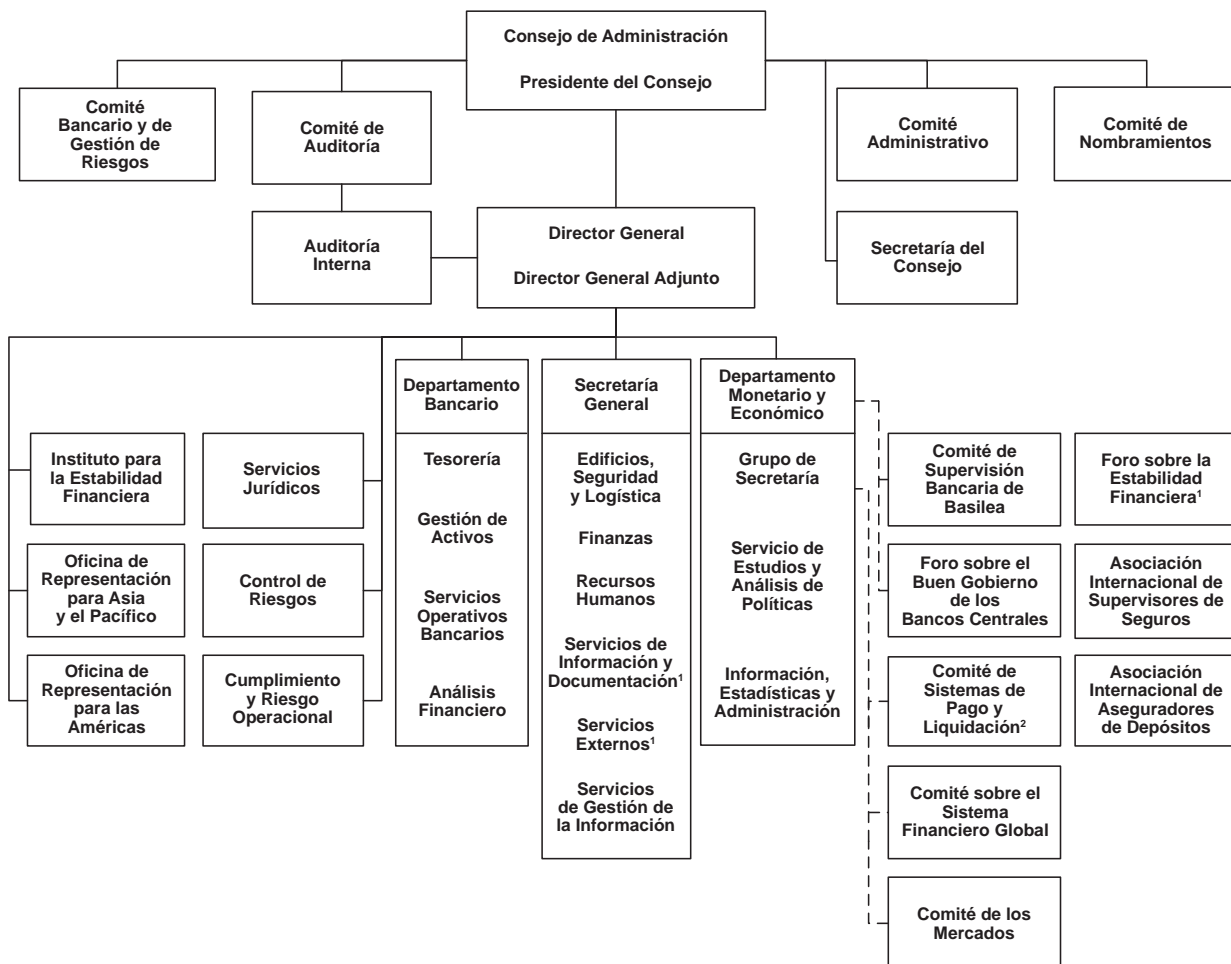 Consejo de Administración
Presidente del Consejo
Comité
Bancario y de
Gestión de
Riesgos
Comité de
Auditoría
Comité
Administrativo
Comité de
Nombramientos
Auditoría
Interna
Director General
Director General Adjunto
Secretaría del
Consejo
Departamento
Bancario
Tesorería
Gestión de
Activos
Servicios
Operativos
Bancarios
Análisis
Financiero
Secretaría
General
Edificios,
Seguridad
y Logística
Finanzas
Recursos
Humanos
Servicios de
Información y
Documentación¹
Servicios
Externos¹
Servicios
de Gestión de
la Información
Departamento
Monetario y
Económico
Grupo de
Secretaría
Servicio de
Estudios y
Análisis de
Políticas
Información,
Estadísticas y
Administración
Instituto para
la Estabilidad
Financiera
Servicios
Jurídicos
Oficina de
Representación
para Asia
y el Pacífico
Control de
Riesgos
Oficina de
Representación
para las
Américas
Cumplimiento
y Riesgo
Operacional
Comité de
Supervisión
Bancaria de
Basilea
Foro sobre la
Estabilidad
Financiera¹
Foro sobre el
Buen Gobierno
de los
Bancos Centrales
Asociación
Internacional de
Supervisores de
Seguros
Comité de
Sistemas de
Pago y
Liquidación²
Asociación
Internacional de
Aseguradores
de Depósitos
Comité sobre el
Sistema
Financiero Global
Comité de los
Mercados